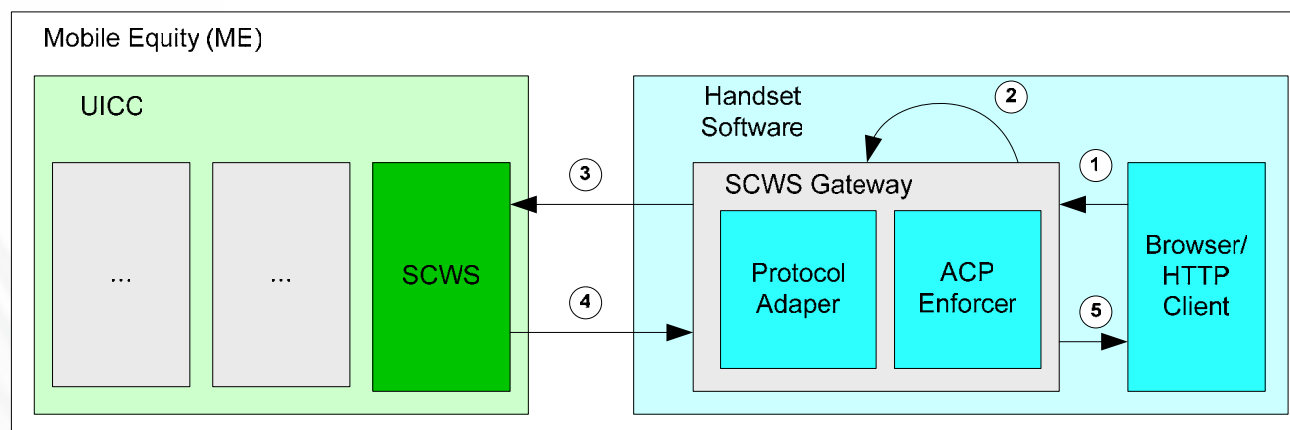 Mobile Equity (ME)
UICC
...
...
SCWS
3
4
Handset
Software
2
SCWS Gateway
Protocol
Adaper
ACP
Enforcer
1
5
Browser/
HTTP
Client